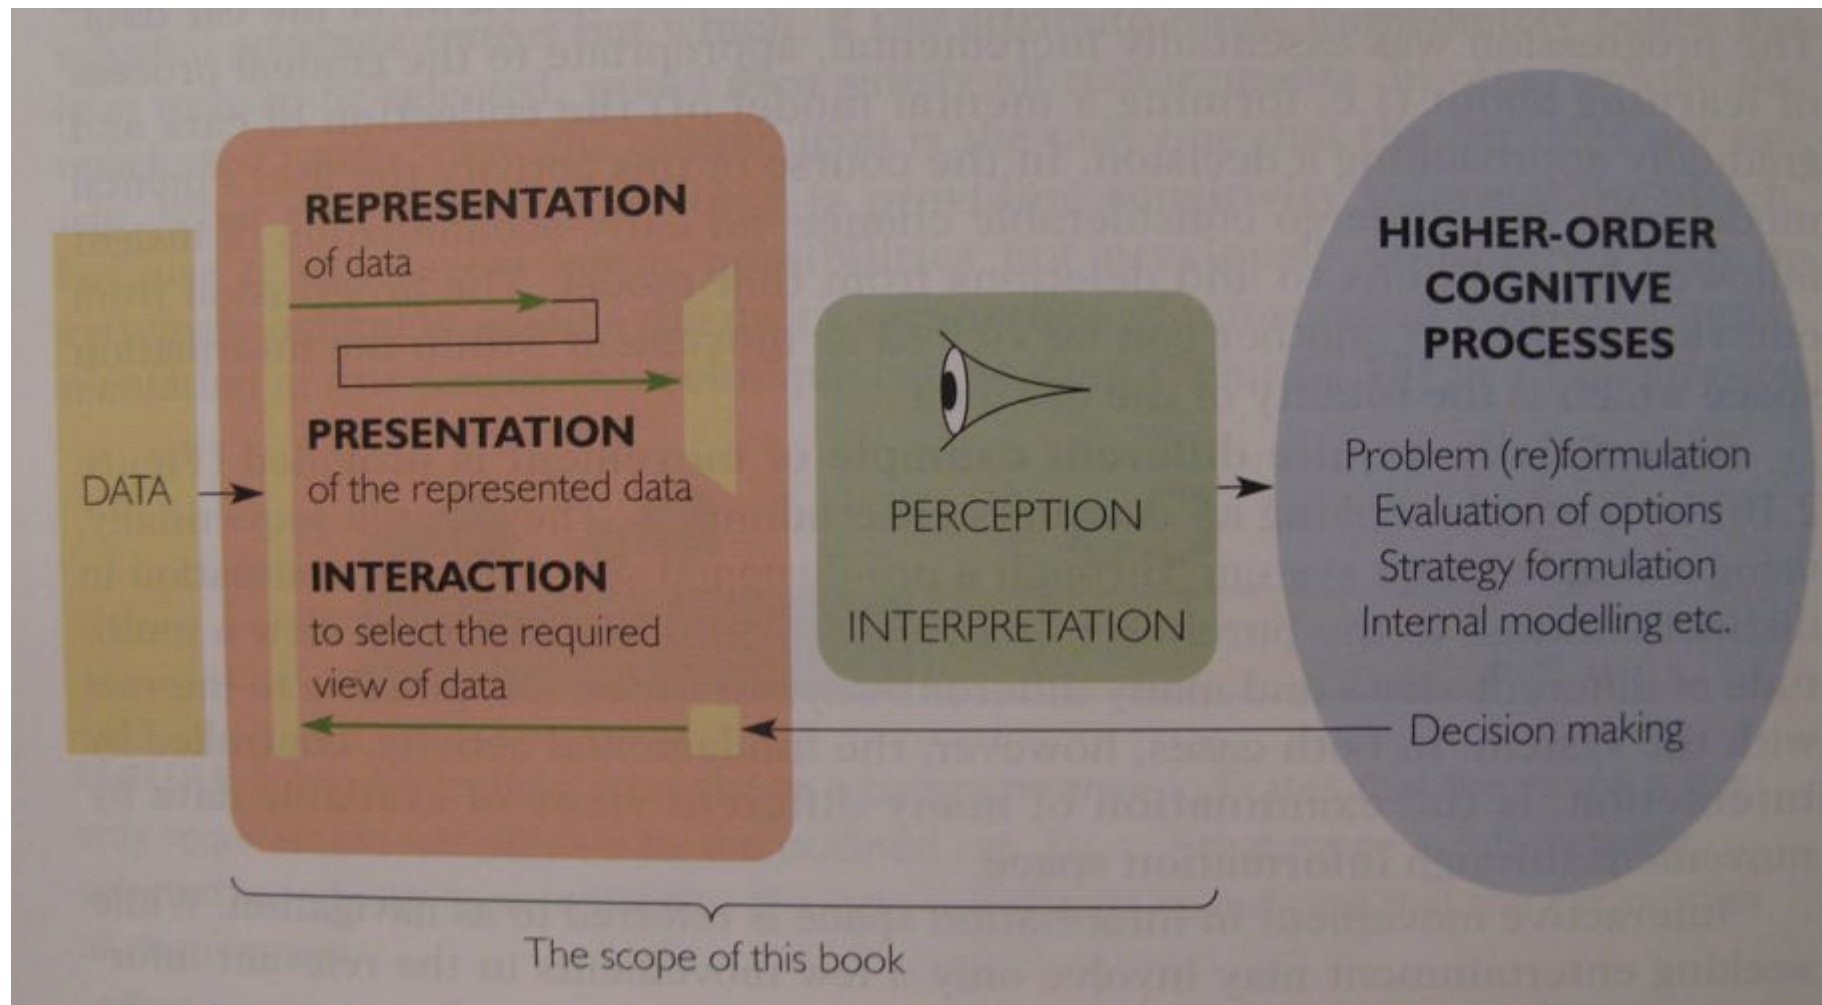 REPRESENTATION
of data
PRESENTATION
of the represented data
INTERACTION
to select the required
view of data
DATA
PERCEPTION
INTERPRETATION
HIGHER-ORDER
COGNITIVE
PROCESSES
Problem (re)formulation
Evaluation of options
Strategy formulation
Internal modelling etc.
Decision making
The scope of this book